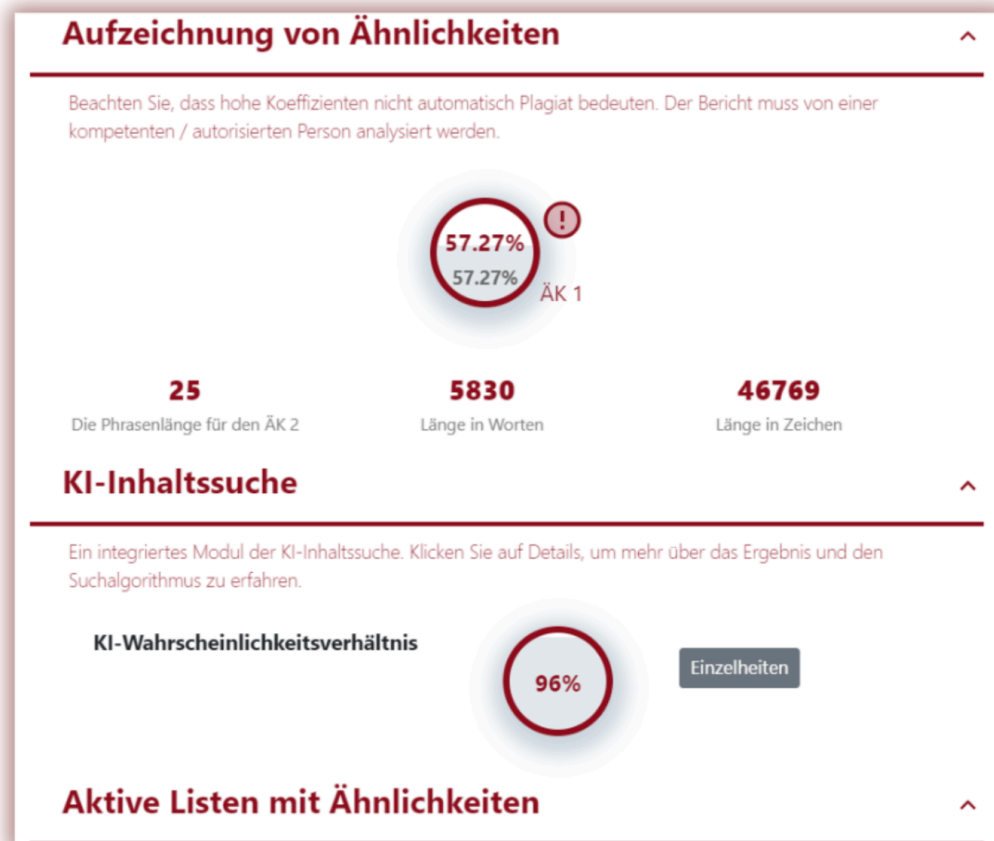 Aufzeichnung von Ähnlichkeiten
Beachten Sie, dass hohe Koeffizienten nicht automatisch Plagiat bedeuten. Der Bericht muss von einer
kompetenten / autorisierten Person analysiert werden.
!
57.27%
57.27%
ÄK 1
25
Die Phrasenlänge für den ÄK 2
5830
Länge in Worten
46769
Länge in Zeichen
KI-Inhaltssuche
Ein integriertes Modul der KI-Inhaltssuche. Klicken Sie auf Details, um mehr über das Ergebnis und den
Suchalgorithmus zu erfahren.
KI-Wahrscheinlichkeitsverhältnis
96%
Einzelheiten
Aktive Listen mit Ähnlichkeiten